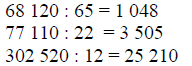 68 120 : 65 = 1 048
77 110 : 22  = 3 505
302 520 : 12 = 25 210